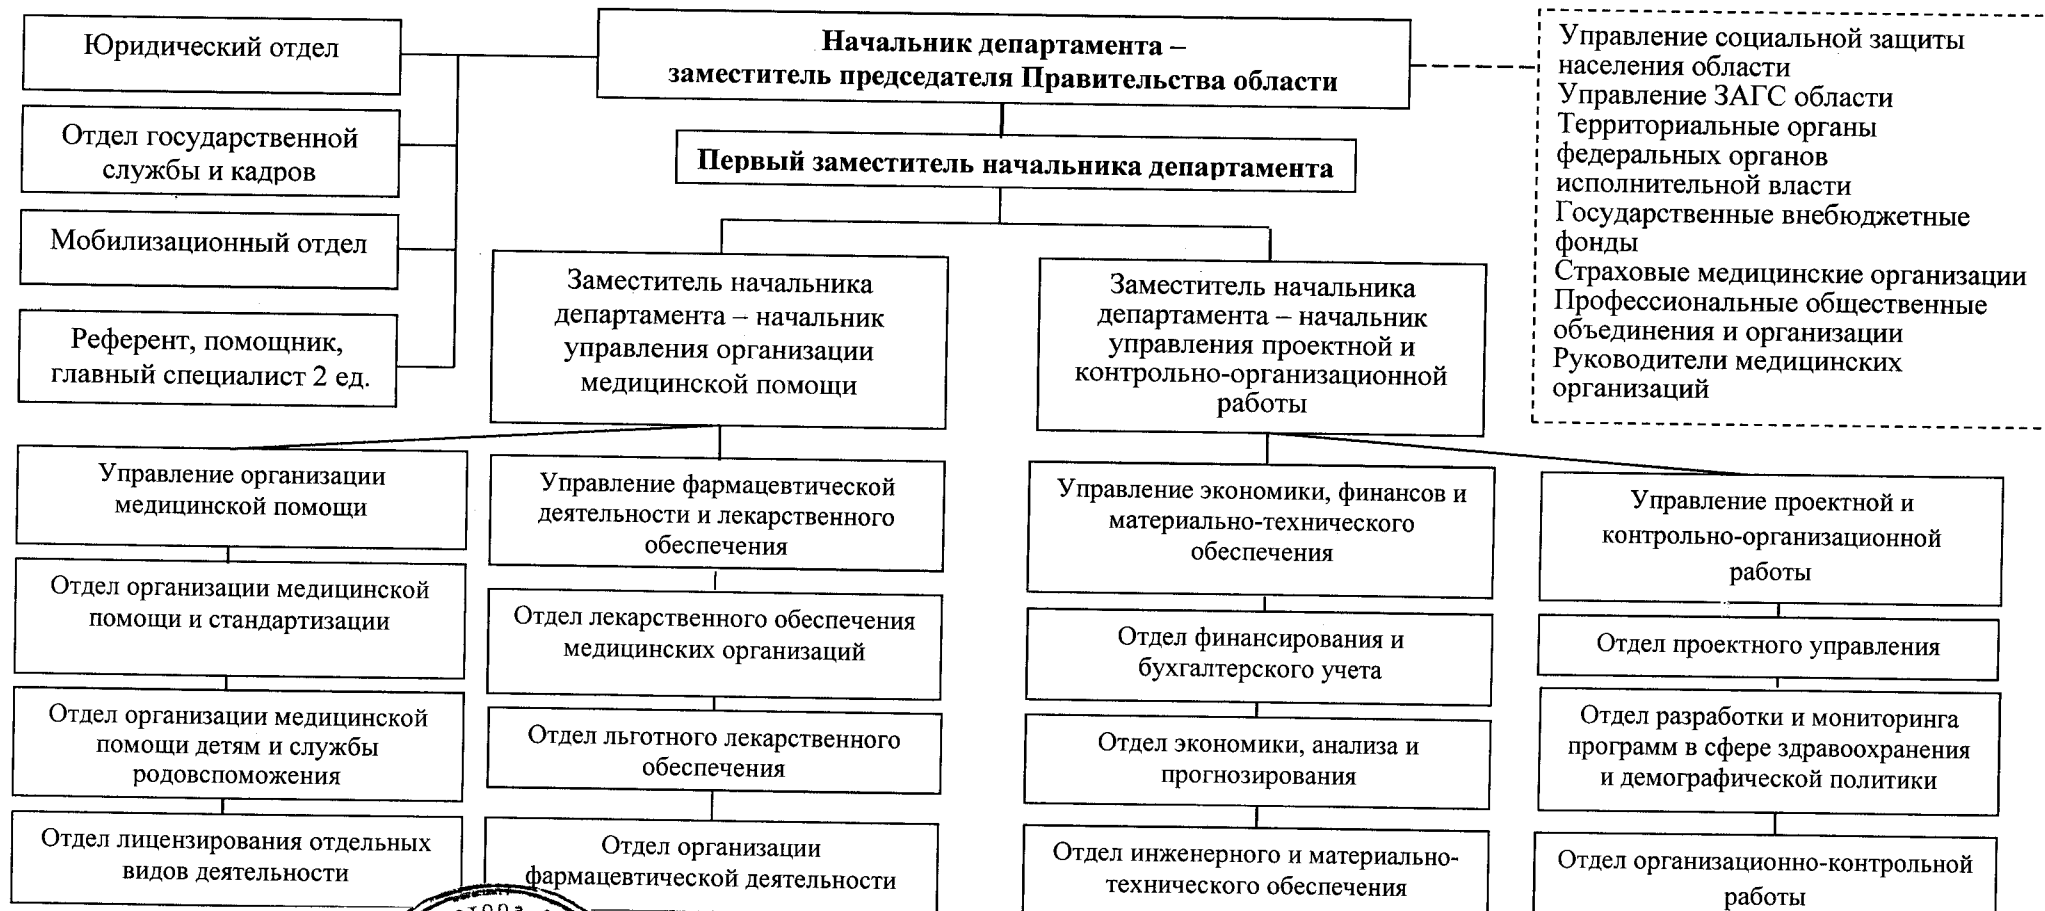 Юридический отдел
Отдел государственной
службы и кадров
Мобилизационный отдел
Референт, помощник,
главный специалист 2 ед.
Начальник департамента –
заместитель председателя Правительства области
Первый заместитель начальника департамента
Управление социальной защиты
населения области
Управление ЗАГС области
Территориальные органы
федеральных органов
исполнительной власти
Государственные внебюджетные
фонды
Страховые медицинские организации
Профессиональные общественные
объединения и организации
Руководители медицинских
организаций
Заместитель начальника
департамента – начальник
управления организации
медицинской помощи
Заместитель начальника
департамента – начальник
управления проектной и
контрольно-организационной
работы
Управление организации
медицинской помощи
Отдел организации медицинской
помощи и стандартизации
Отдел организации медицинской
помощи детям и службы
родовспоможения
Отдел лицензирования отдельных
видов деятельности
Управление фармацевтической
деятельности и лекарственного
обеспечения
Отдел лекарственного обеспечения
медицинских организаций
Отдел льготного лекарственного
обеспечения
Отдел организации
фармацевтической деятельности
Управление экономики, финансов и
материально-технического
обеспечения
Отдел финансирования и
бухгалтерского учета
Отдел экономики, анализа и
прогнозирования
Отдел инженерного и материально-
технического обеспечения
Управление проектной и
контрольно-организационной
работы
Отдел проектного управления
Отдел разработки и мониторинга
программ в сфере здравоохранения
и демографической политики
Отдел организационно-контрольной
работы